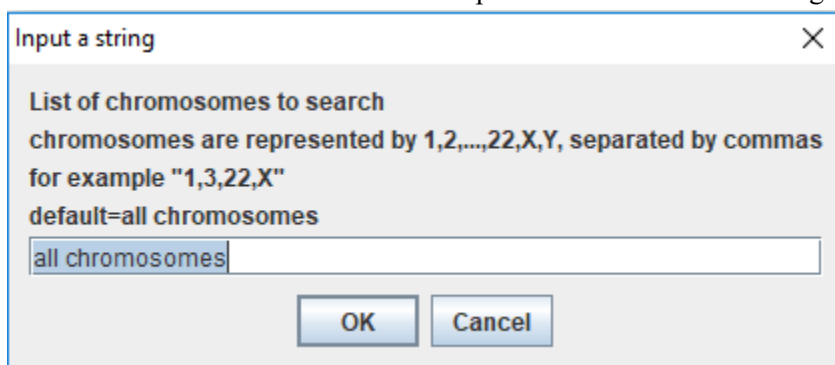 Input a string
List of chromosomes to search
chromosomes are represented by 1,2,...,22,X,Y, separated by commas
for example "1,3,22,X"
default=all chromosomes
all chromosomes
OK Cancel